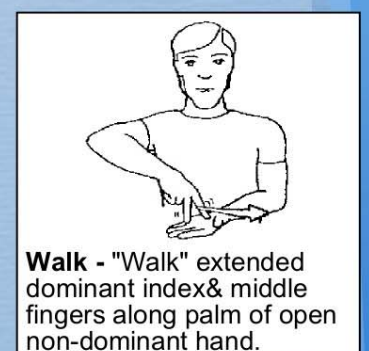 Walk - "Walk" extended
dominant index& middle
fingers along palm of open
non-dominant hand.